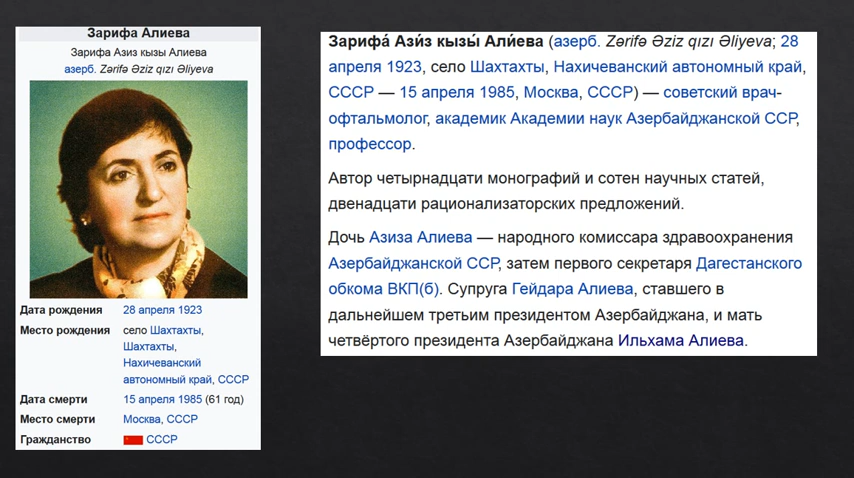 Зарифа Алиева
Зарифа Азиз кызы Алиева
азерб. Zərifə Əziz qızı Əliyeva
Дата рождения 28 апреля 1923
Место рождения село Шахтахты,
Шахтахты,
Нахичеванский
автономный край, СССР
Дата смерти 15 апреля 1985 (61 год)
Место смерти Москва, СССР
Гражданство СССР
Зарифа́ Ази́з кызы́ Али́ева (азерб. Zərifə Əziz qızı Əliyeva; 28
апреля 1923, село Шахтахты, Нахичеванский автономный край,
СССР — 15 апреля 1985, Москва, СССР) — советский врач-
офтальмолог, академик Академии наук Азербайджанской ССР,
профессор.
Автор четырнадцати монографий и сотен научных статей,
двенадцати рационализаторских предложений.
Дочь Азиза Алиева — народного комиссара здравоохранения
Азербайджанской ССР, затем первого секретаря Дагестанского
обкома ВКП(б). Супруга Гейдара Алиева, ставшего в
дальнейшем третьим президентом Азербайджана, и мать
четвёртого президента Азербайджана Ильхама Алиева.